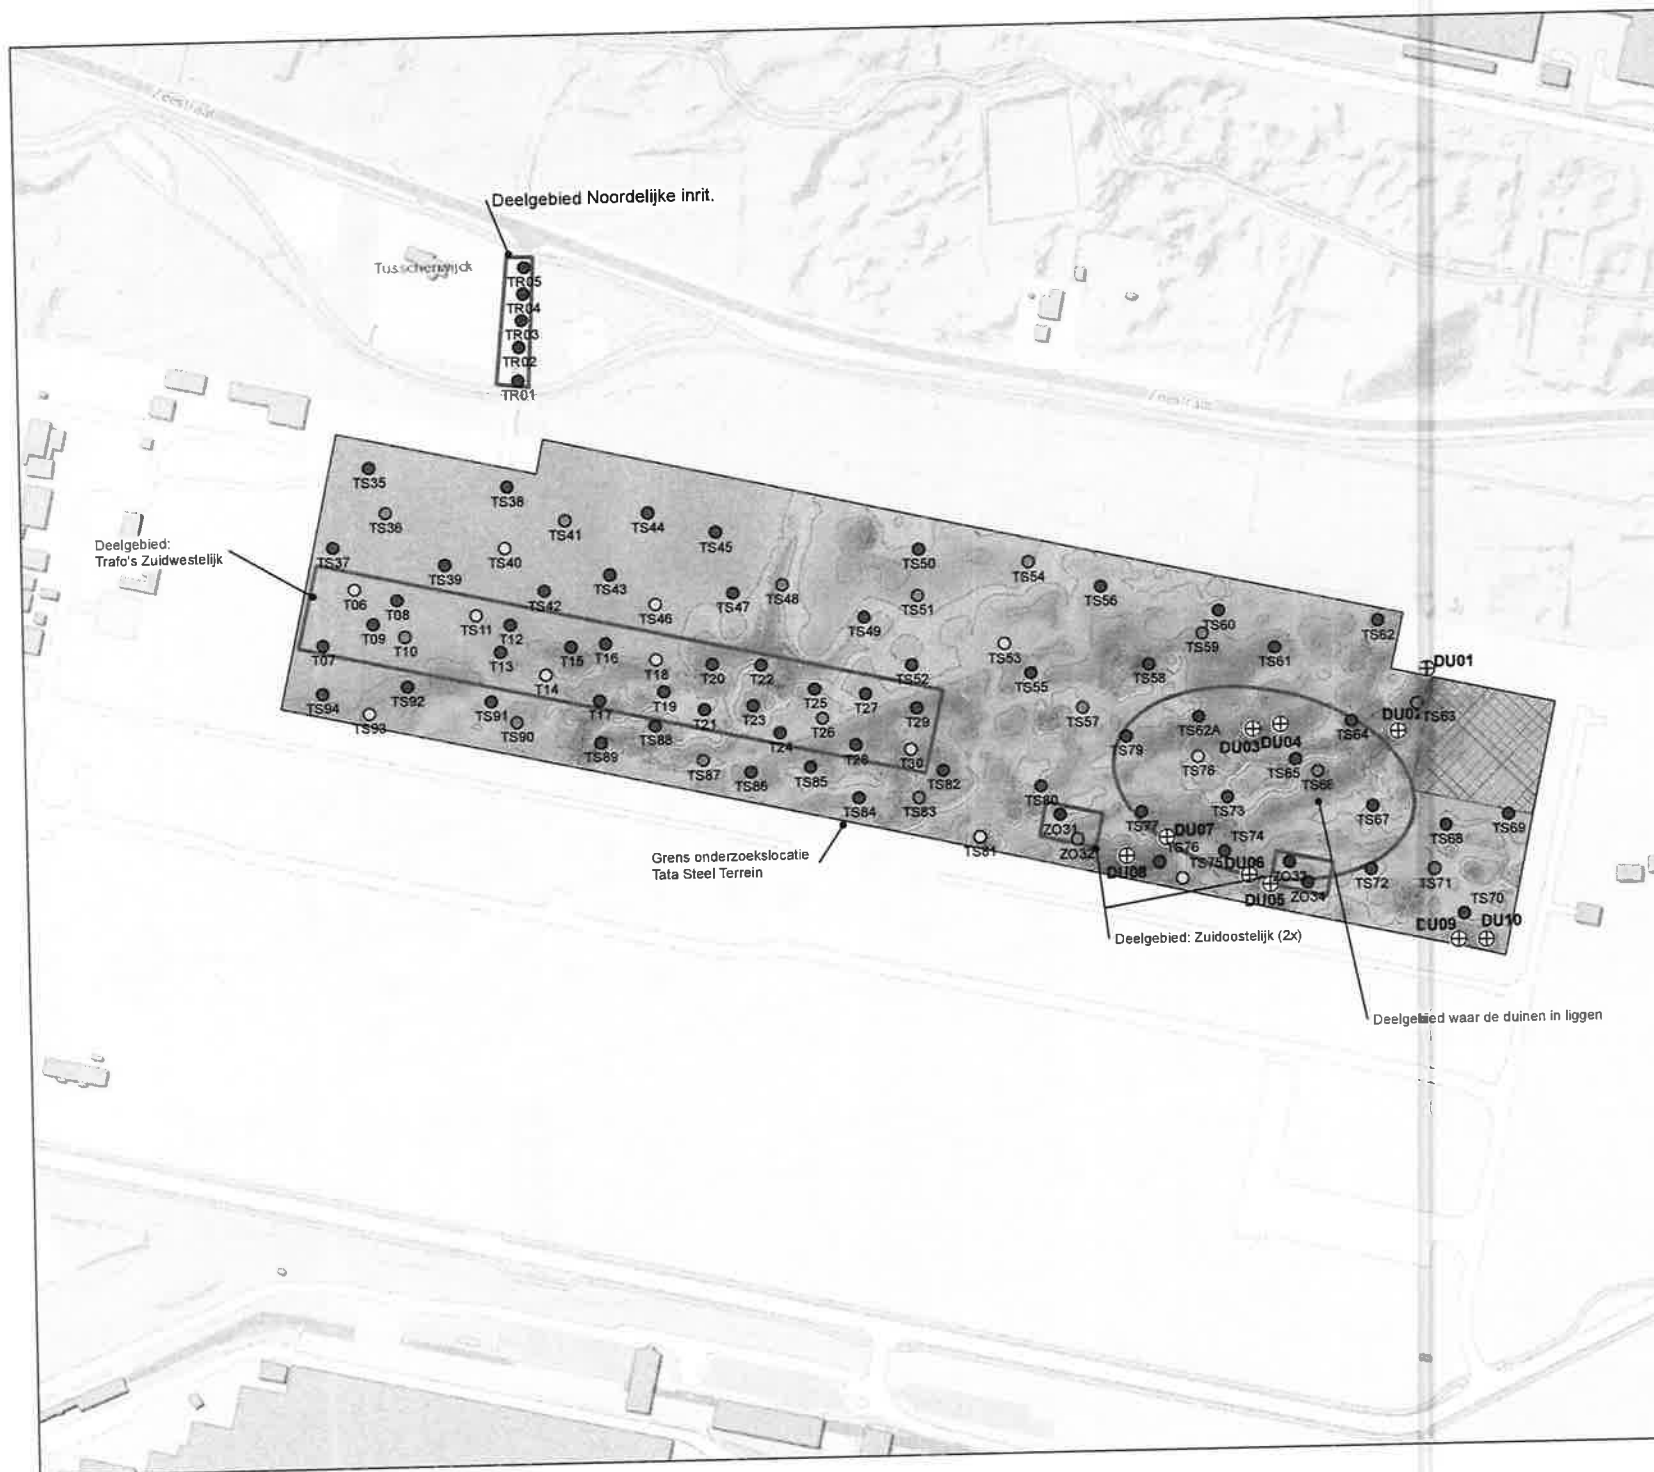 Zeestraat
Deelgebied Noordelijke inrit.
Tusschenwijck
TR05
TR04
TR03
TR02
TR01
Zeestraat
TS35
TS38
TS36
TS41
TS44
TS45
TS37
TS40
TS50
TS54
Deelgebied:
Trafo's Zuidwestelijk
TS39
TS43
TS42
TS47
TS48
TS51
TS56
T06
T08
TS46
TS49
TS60
TS62
TS11
T12
T09
T10
TS59
TS61
TS53
T07
T13
T15
T16
T18
T20
T22
TS52
TS58
DU01
T14
TS55
TS94
TS92
T19
T25
T27
TS91
T17
T21
T23
T29
TS57
TS63
TS93
TS90
TS88
T26
T24
TS62A
DU02
TS64
TS79
DU03
DU04
TS89
T28
T30
TS78
TS65
TS87
TS86
TS85
TS82
TS66
TS84
TS83
TS80
TS73
TS67
TS77
TS68
TS69
ZO31
DU07
TS74
TS81
ZO32
TS76
TS75
DU06
Grens onderzoekslocatie
Tata Steel Terrein
DU08
ZO33
TS72
TS71
DU05
ZO34
TS70
DU09
DU10
Deelgebied: Zuidoostelijk (2x)
Deelgebied waar de duinen in liggen